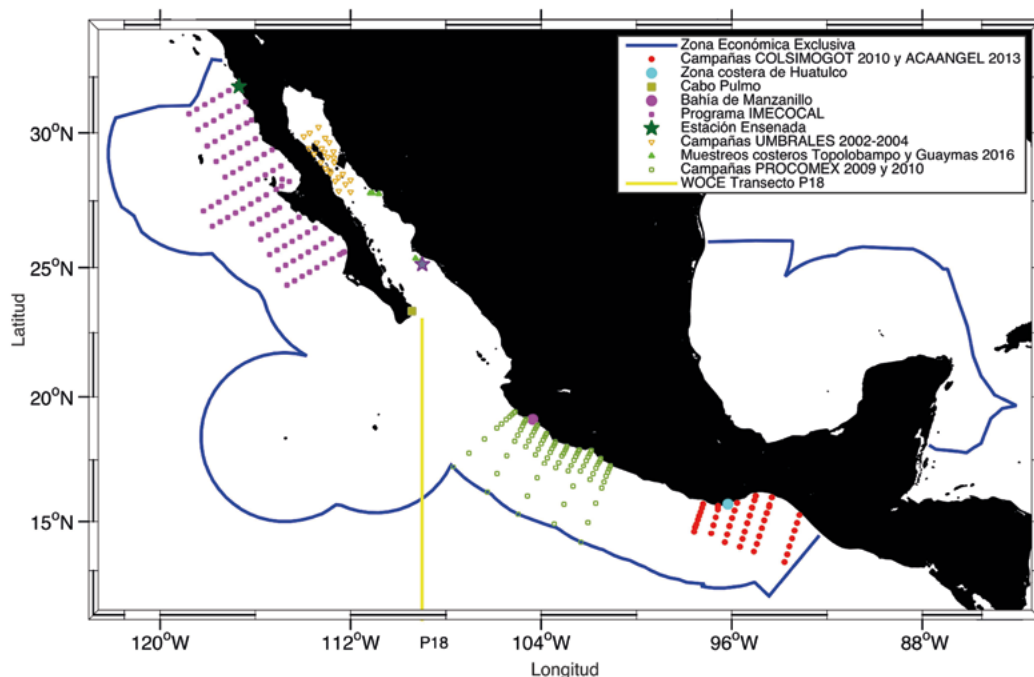 Zona Económica Exclusiva
Campañas COLSIMOGOT 2010 y ACAANGEL 2013
Zona costera de Huatulco
Cabo Pulmo
Bahía de Manzanillo
Programa IMECOCAL
Estación Ensenada
Campañas UMBRALES 2002-2004
Muestreos costeros Topolobampo y Guaymas 2016
Campañas PROCOMEX 2009 y 2010
WOCE Transecto P18
30°N
25°N
20°N
15°N
Latitud
120°W 112°W P18 104°W 96°W 88°W
Longitud